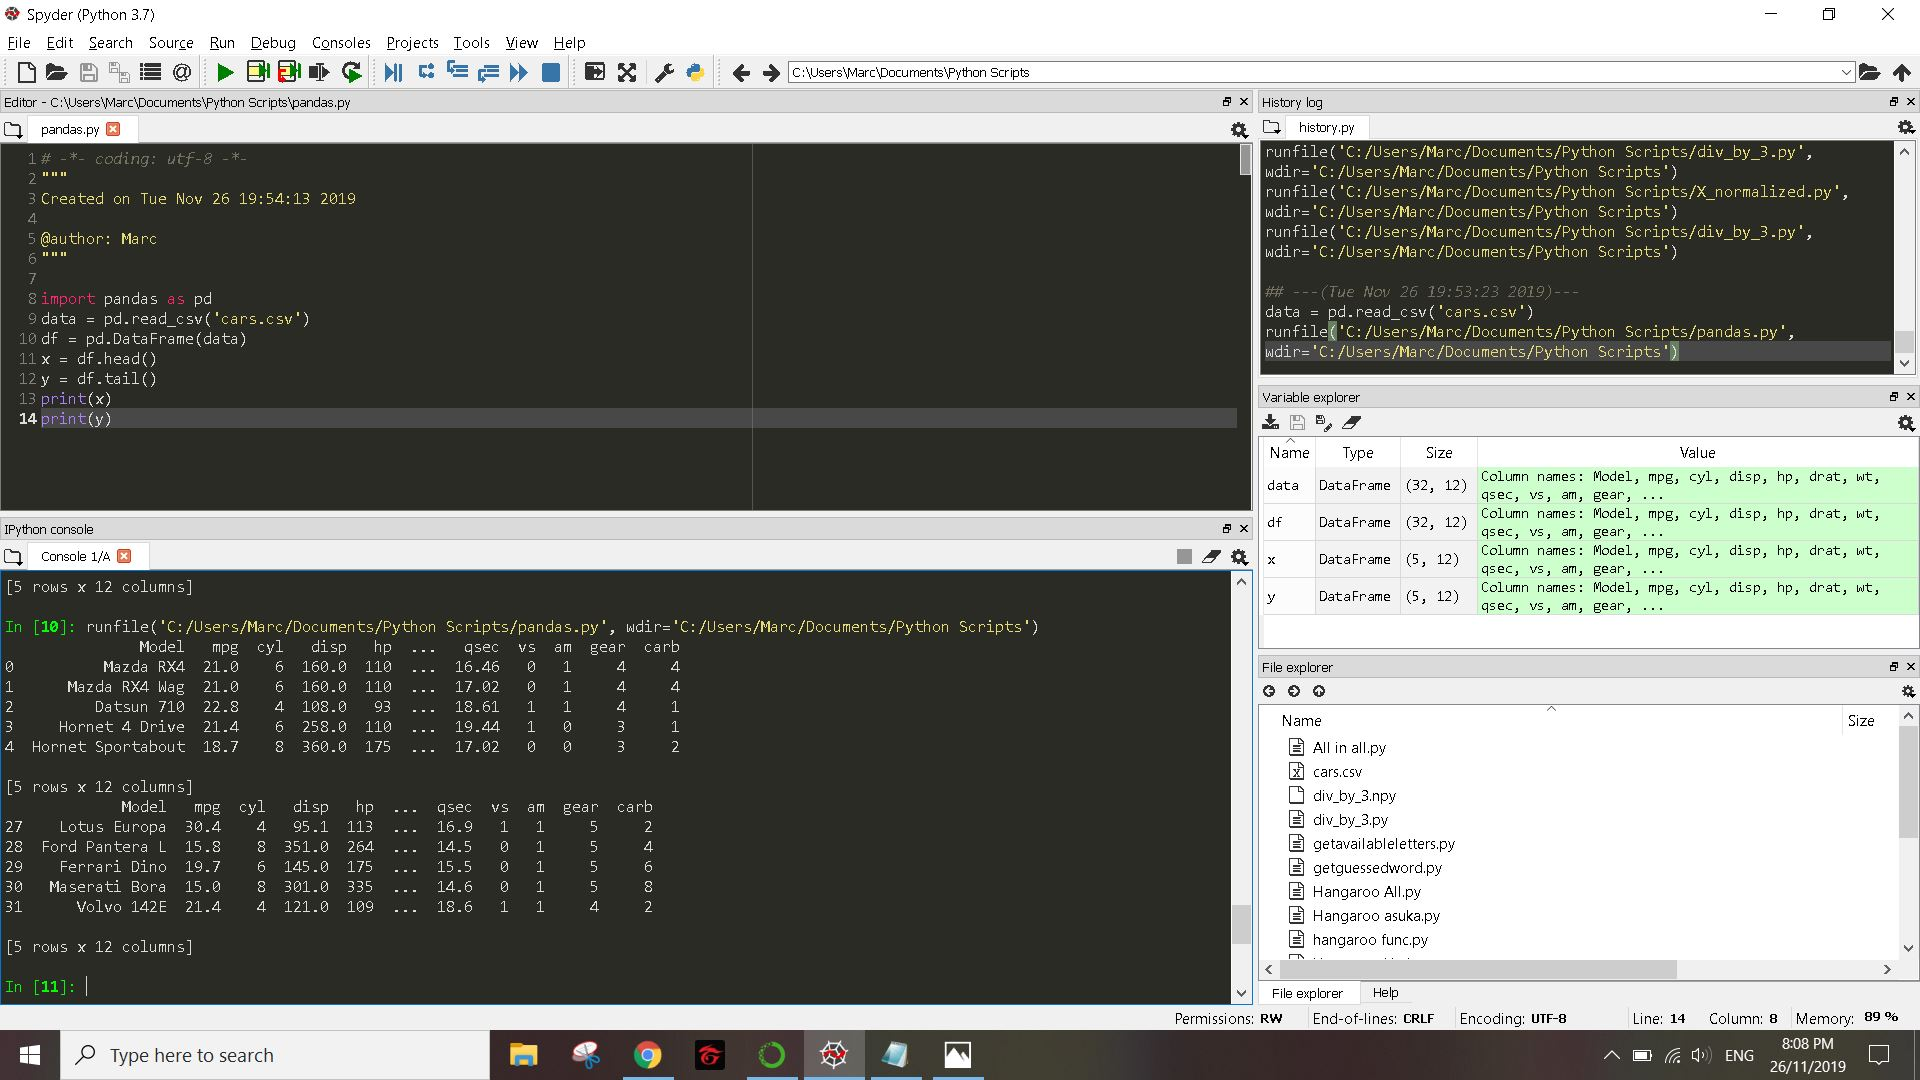 Spyder (Python 3.7)
File Edit Search Source Run Debug Consoles Projects Tools View Help
C:\Users\Marc\Documents\Python Scripts
Editor - C:\Users\Marc\Documents\Python Scripts\pandas.py
pandas.py
1 # -*- coding: utf-8 -*-
2 """
3 Created on Tue Nov 26 19:54:13 2019
4
5 @author: Marc
6 """
7
8 import pandas as pd
9 data = pd.read_csv('cars.csv')
10 df = pd.DataFrame(data)
11 x = df.head()
12 y = df.tail()
13 print(x)
14 print(y)
IPython console
Console 1/A
[5 rows x 12 columns]
In [10]: runfile('C:/Users/Marc/Documents/Python Scripts/pandas.py', wdir='C:/Users/Marc/Documents/Python Scripts')
Model mpg cyl disp hp ... qsec vs am gear carb
0 Mazda RX4 21.0 6 160.0 110 ... 16.46 0 1 4 4
1 Mazda RX4 Wag 21.0 6 160.0 110 ... 17.02 0 1 4 4
2 Datsun 710 22.8 4 108.0 93 ... 18.61 1 1 4 1
3 Hornet 4 Drive 21.4 6 258.0 110 ... 19.44 1 0 3 1
4 Hornet Sportabout 18.7 8 360.0 175 ... 17.02 0 0 3 2
[5 rows x 12 columns]
Model mpg cyl disp hp ... qsec vs am gear carb
27 Lotus Europa 30.4 4 95.1 113 ... 16.9 1 1 5 2
28 Ford Pantera L 15.8 8 351.0 264 ... 14.5 0 1 5 4
29 Ferrari Dino 19.7 6 145.0 175 ... 15.5 0 1 5 6
30 Maserati Bora 15.0 8 301.0 335 ... 14.6 0 1 5 8
31 Volvo 142E 21.4 4 121.0 109 ... 18.6 1 1 4 2
[5 rows x 12 columns]
In [11]:
History log
history.py
runfile('C:/Users/Marc/Documents/Python Scripts/div_by_3.py',
wdir='C:/Users/Marc/Documents/Python Scripts')
runfile('C:/Users/Marc/Documents/Python Scripts/X_normalized.py',
wdir='C:/Users/Marc/Documents/Python Scripts')
runfile('C:/Users/Marc/Documents/Python Scripts/div_by_3.py',
wdir='C:/Users/Marc/Documents/Python Scripts')
## ---(Tue Nov 26 19:53:23 2019)---
data = pd.read_csv('cars.csv')
runfile('C:/Users/Marc/Documents/Python Scripts/pandas.py',
wdir='C:/Users/Marc/Documents/Python Scripts')
Variable explorer
Name Type Size Value
data DataFrame (32, 12) Column names: Model, mpg, cyl, disp, hp, drat, wt,
qsec, vs, am, gear, ...
df DataFrame (32, 12) Column names: Model, mpg, cyl, disp, hp, drat, wt,
qsec, vs, am, gear, ...
x DataFrame (5, 12) Column names: Model, mpg, cyl, disp, hp, drat, wt,
qsec, vs, am, gear, ...
y DataFrame (5, 12) Column names: Model, mpg, cyl, disp, hp, drat, wt,
qsec, vs, am, gear, ...
File explorer
Name Size
All in all.py
cars.csv
div_by_3.npy
div_by_3.py
getavailableletters.py
getguessedword.py
Hangaroo All.py
Hangaroo asuka.py
hangaroo func.py
File explorer Help
Permissions: RW End-of-lines: CRLF Encoding: UTF-8 Line: 14 Column: 8 Memory: 89 %
Type here to search
ENG
8:08 PM
26/11/2019